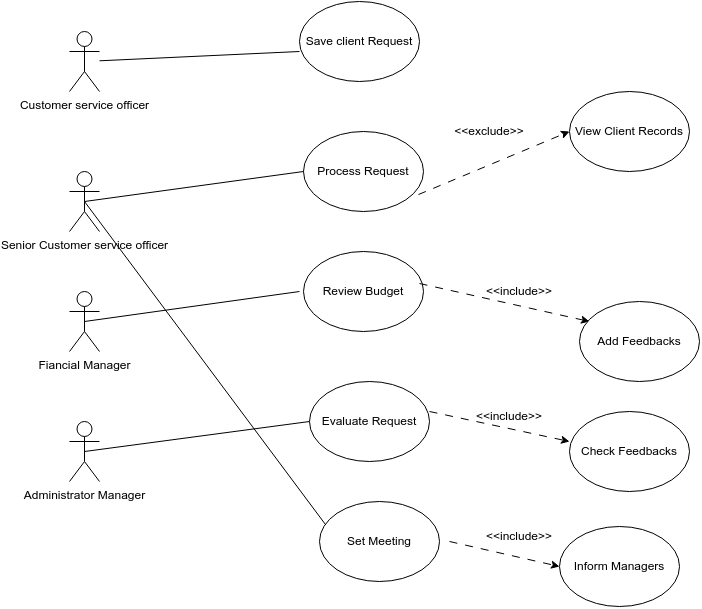 Save client Request
Customer service officer
<<exclude>>
View Client Records
Process Request
Senior Customer service officer
Review Budget
<<include>>
Add Feedbacks
Fiancial Manager
Evaluate Request
<<include>>
Check Feedbacks
Administrator Manager
Set Meeting
<<include>>
Inform Managers